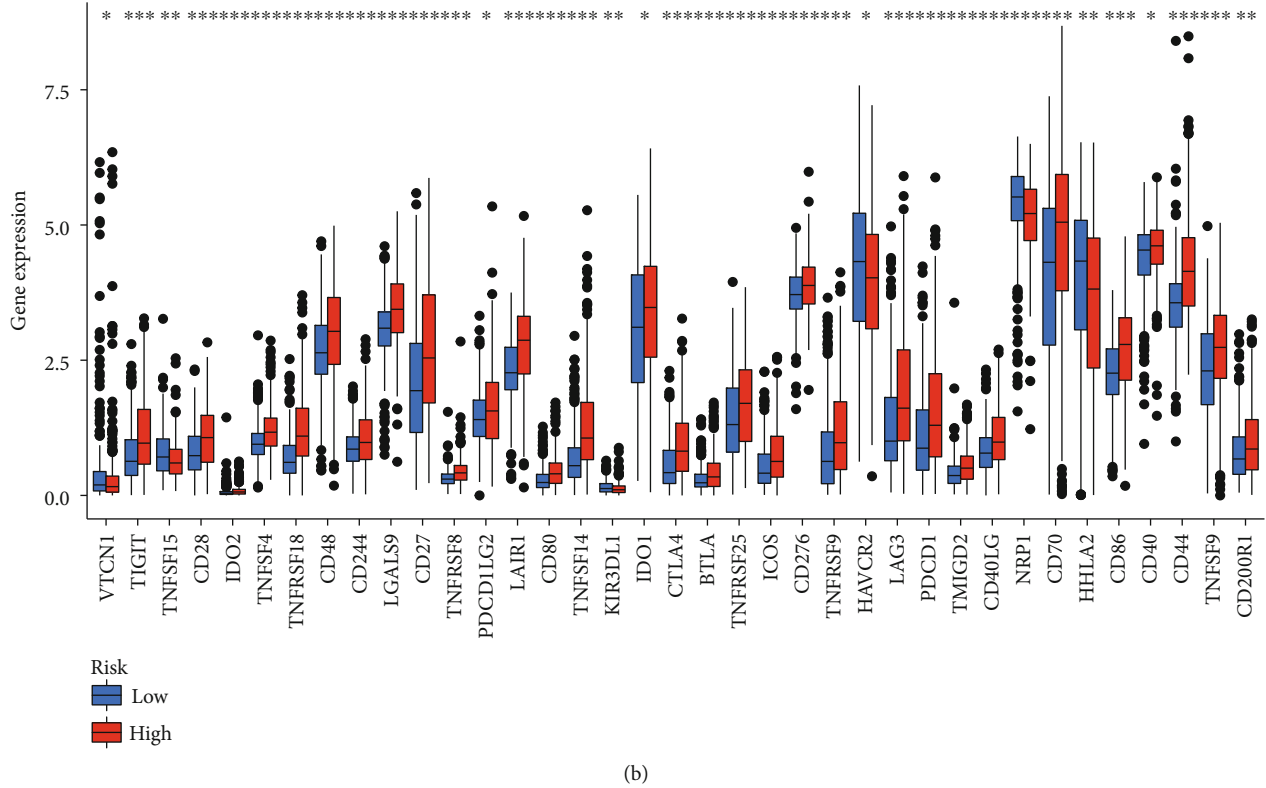 * *** ** *************************** * ********* ** * ****************** * ****************** ** *** * ****** **
Gene expression
7.5
5.0
2.5
0.0
VTCN1
TIGIT
TNFSF15
CD28
IDO2
TNFSF4
TNFRSF18
CD48
CD244
LGALS9
CD27
TNFRSF8
PDCD1LG2
LAIR1
CD80
TNFSF14
KIR3DL1
IDO1
CTLA4
BTLA
TNFRSF25
ICOS
CD276
TNFRSF9
HAVCR2
LAG3
PDCD1
TMIGD2
CD40LG
NRP1
CD70
HHLA2
CD86
CD40
CD44
TNFSF9
CD200R1
Risk
Low
High
(b)